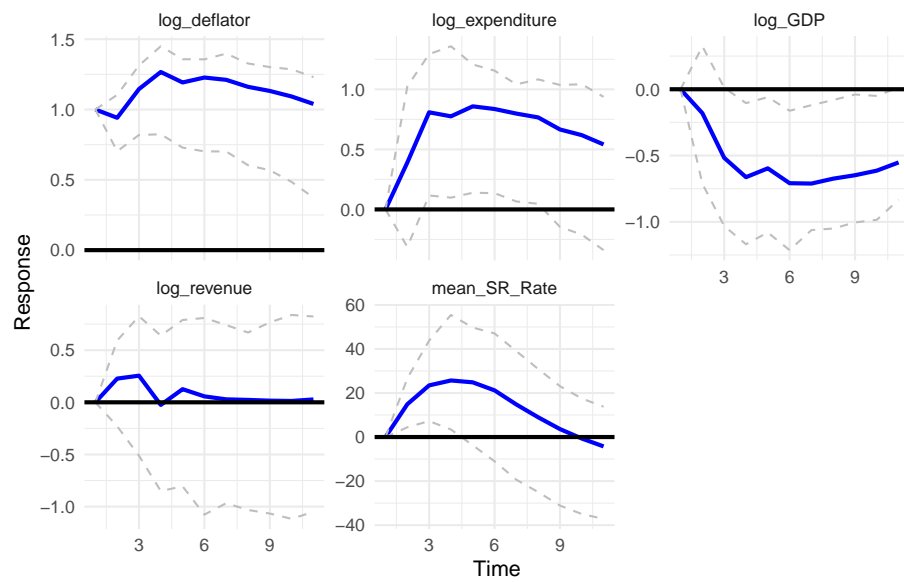 log_deflator log_expenditure log_GDP
1.5
1.0
0.5
0.0
1.0
0.5
0.0
0.0
−0.5
−1.0
3 6 9
Response
log_revenue mean_SR_Rate
0.5
0.0
−0.5
−1.0
60
40
20
0
−20
−40
3 6 9
3 6 9
Time